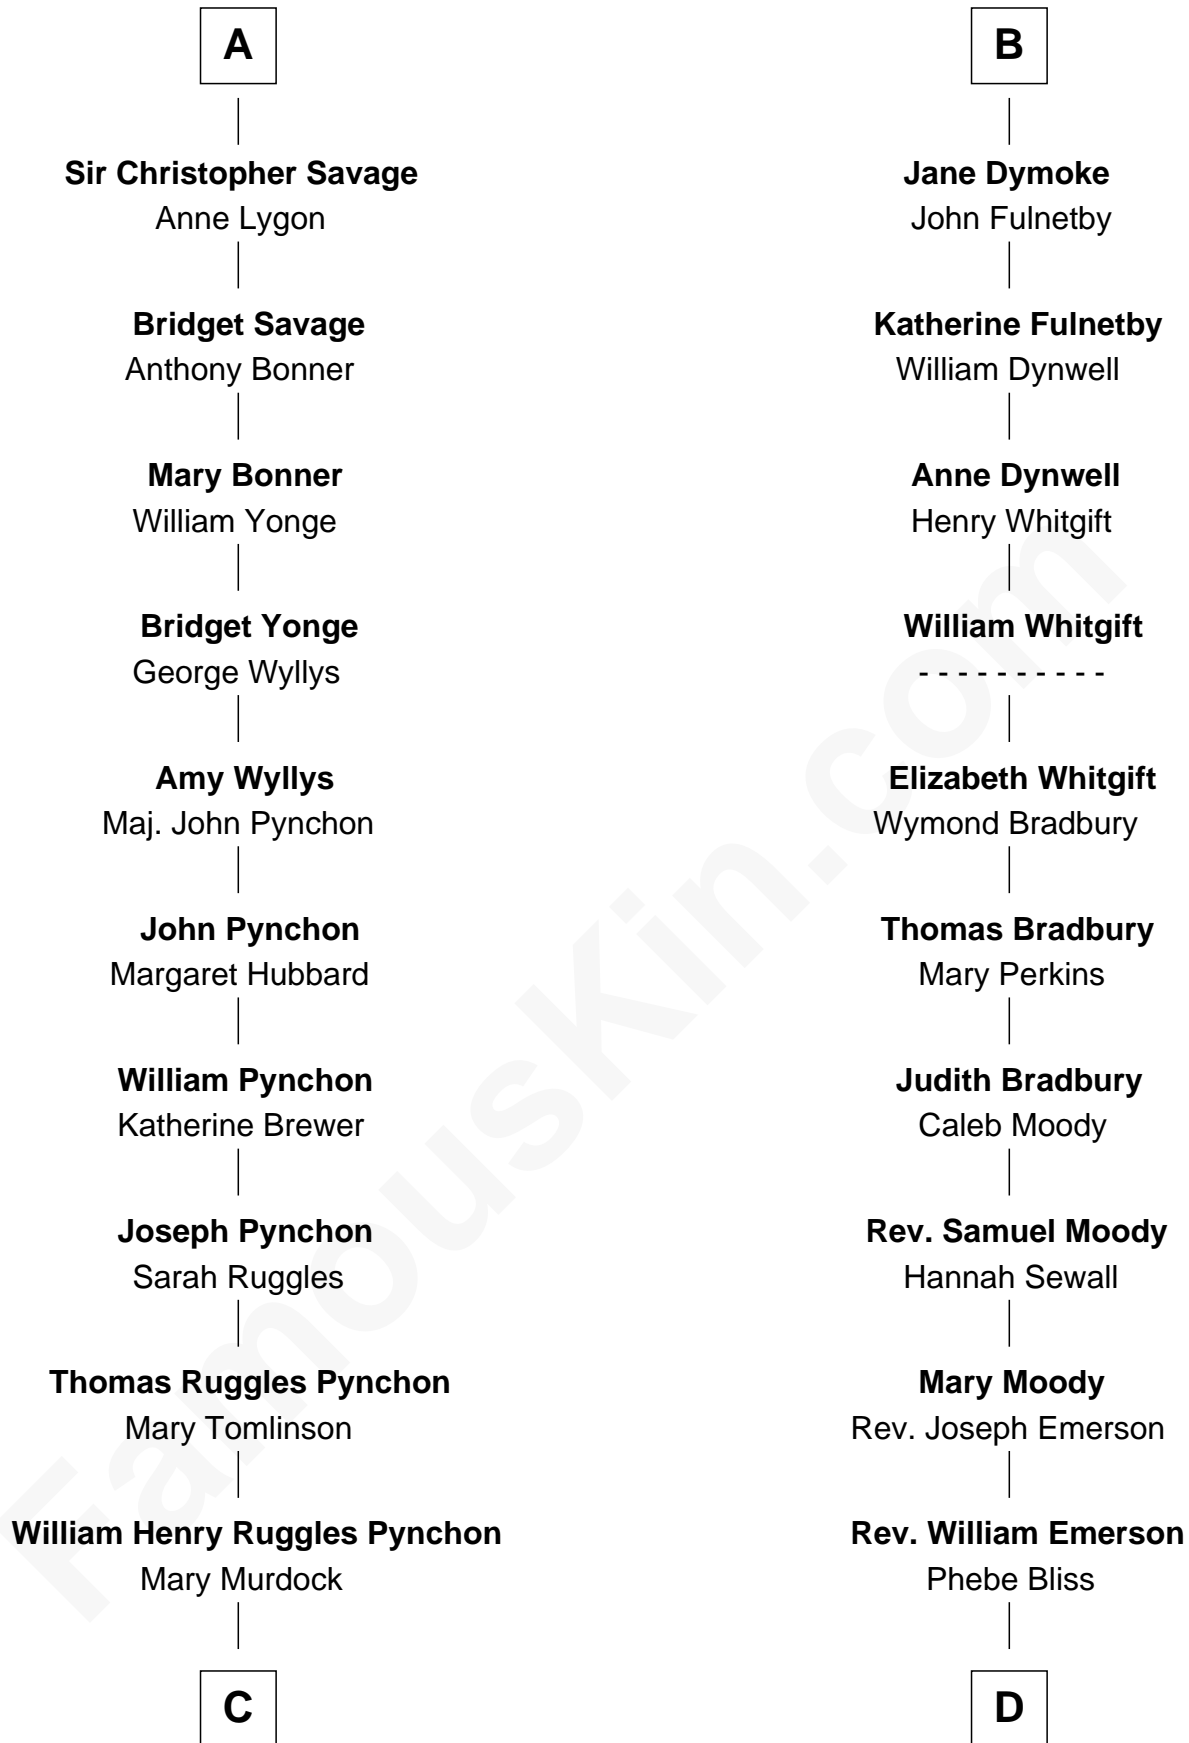 A
Sir Christopher Savage
Anne Lygon
Bridget Savage
Anthony Bonner
Mary Bonner
William Yonge
Bridget Yonge
George Wyllys
Amy Wyllys
Maj. John Pynchon
John Pynchon
Margaret Hubbard
William Pynchon
Katherine Brewer
Joseph Pynchon
Sarah Ruggles
Thomas Ruggles Pynchon
Mary Tomlinson
William Henry Ruggles Pynchon
Mary Murdock
C
B
Jane Dymoke
John Fulnetby
Katherine Fulnetby
William Dynwell
Anne Dynwell
Henry Whitgift
William Whitgift
- - - - - - - - - -
Elizabeth Whitgift
Wymond Bradbury
Thomas Bradbury
Mary Perkins
Judith Bradbury
Caleb Moody
Rev. Samuel Moody
Hannah Sewall
Mary Moody
Rev. Joseph Emerson
Rev. William Emerson
Phebe Bliss
D
FamousKin.com